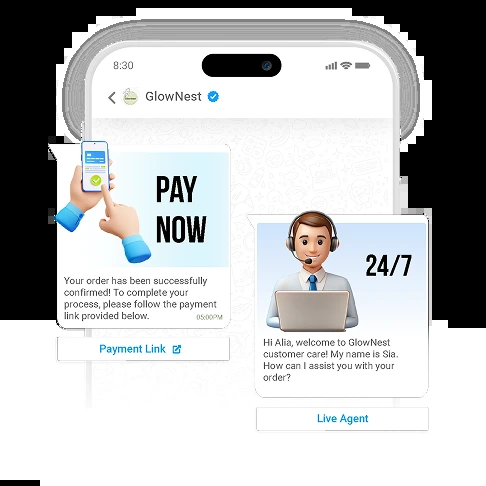 8:30
GlowNest
PAY
NOW
Your order has been successfully
confirmed! To complete your
process, please follow the payment
link provided below.
05:00PM
Payment Link
24/7
Hi Alia, welcome to GlowNest
customer care! My name is Sia.
How can I assist you with your
order?
Live Agent